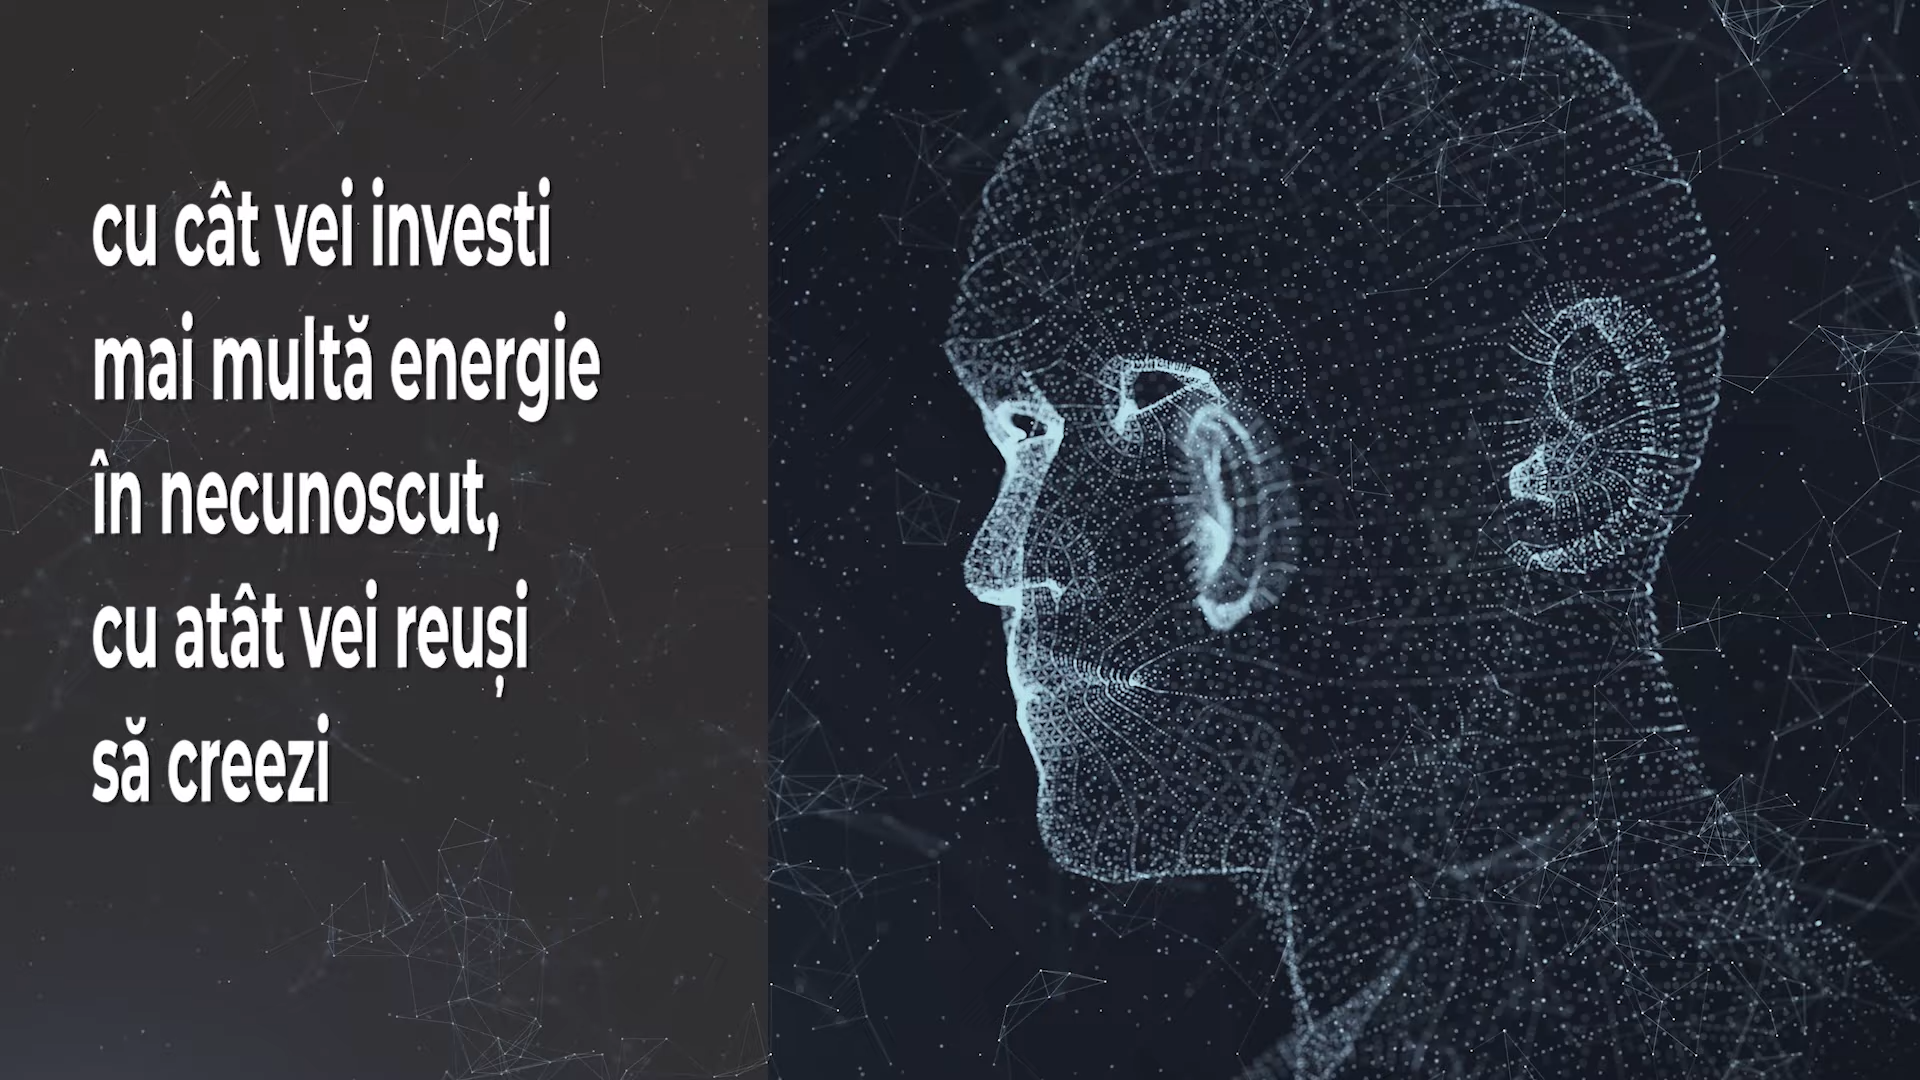 cu cât vei investi
mai multă energie
în necunoscut,
cu atât vei reuși
să creezi